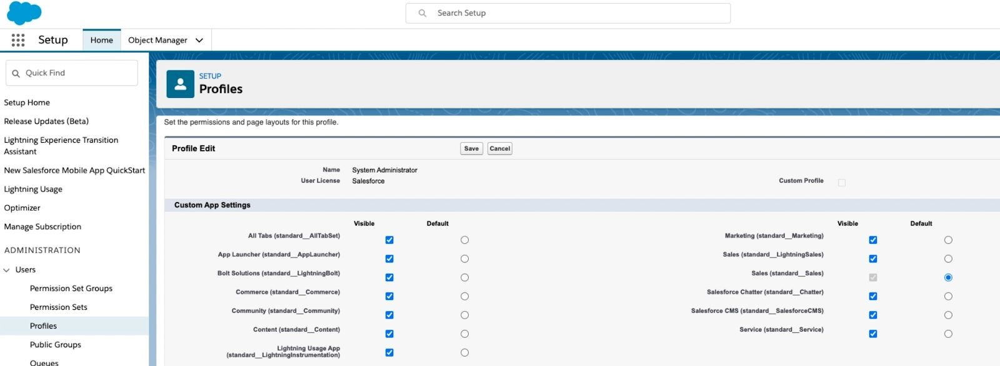 Search Setup
Setup
Home
Object Manager
Quick Find
Setup Home
Release Updates (Beta)
Lightning Experience Transition
Assistant
New Salesforce Mobile App QuickStart
Lightning Usage
Optimizer
Manage Subscription
ADMINISTRATION
Users
Permission Set Groups
Permission Sets
Profiles
Public Groups
Queues
SETUP
Profiles
Set the permissions and page layouts for this profile.
Profile Edit
Save
Cancel
Name System Administrator
User License Salesforce
Custom Profile
Custom App Settings
Visible Default
All Tabs (standard__AllTabSet)
App Launcher (standard__AppLauncher)
Bolt Solutions (standard__LightningBolt)
Commerce (standard__Commerce)
Community (standard__Community)
Content (standard__Content)
Lightning Usage App
(standard__LightningInstrumentation)
Visible Default
Marketing (standard__Marketing)
Sales (standard__LightningSales)
Sales (standard__Sales)
Salesforce Chatter (standard__Chatter)
Salesforce CMS (standard__SalesforceCMS)
Service (standard__Service)